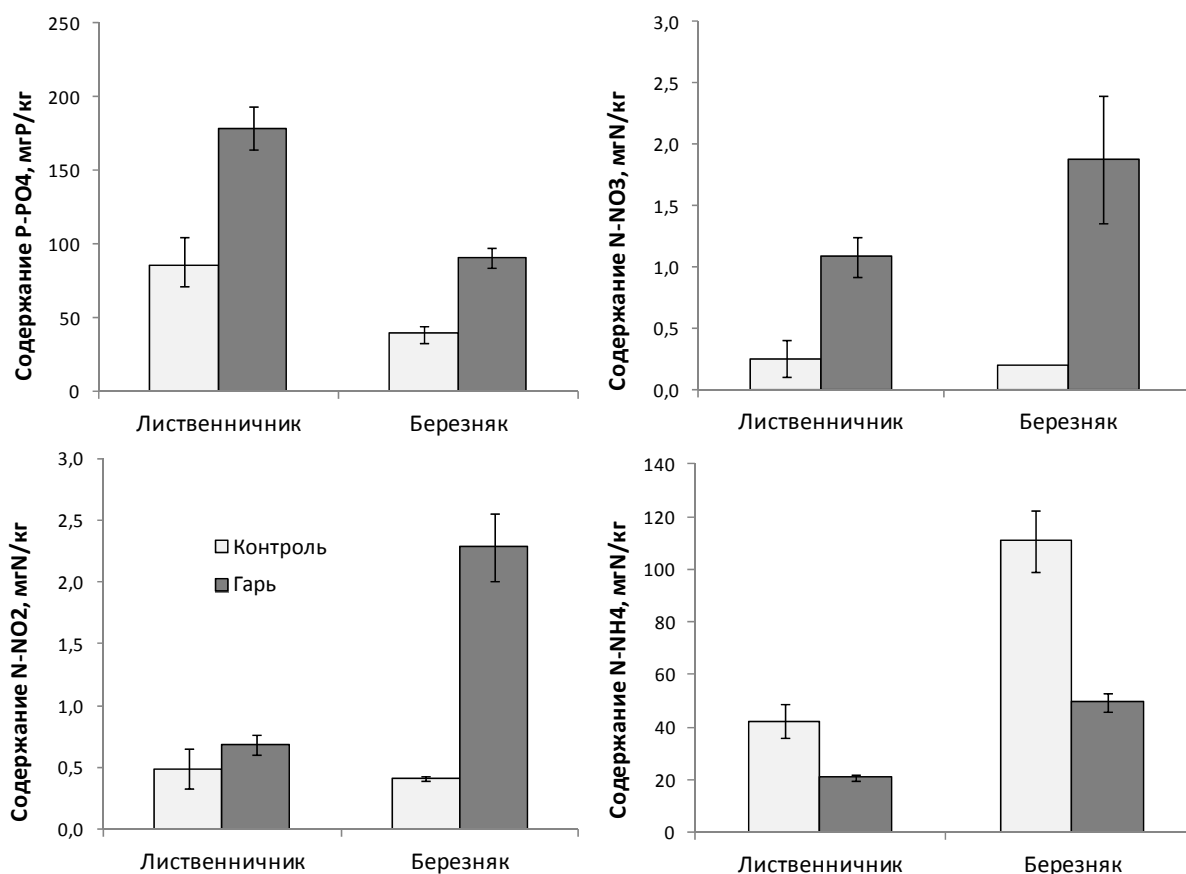 Содержание P-PO4, мгP/кг
250
200
150
100
50
0
Лиственничник Березняк
Содержание N-NO3, мгN/кг
3,0
2,5
2,0
1,5
1,0
0,5
0,0
Лиственничник Березняк
Содержание N-NO2, мгN/кг
3,0
2,5
2,0
1,5
1,0
0,5
0,0
Контроль
Гарь
Лиственничник Березняк
Содержание N-NH4, мгN/кг
140
120
100
80
60
40
20
0
Лиственничник Березняк